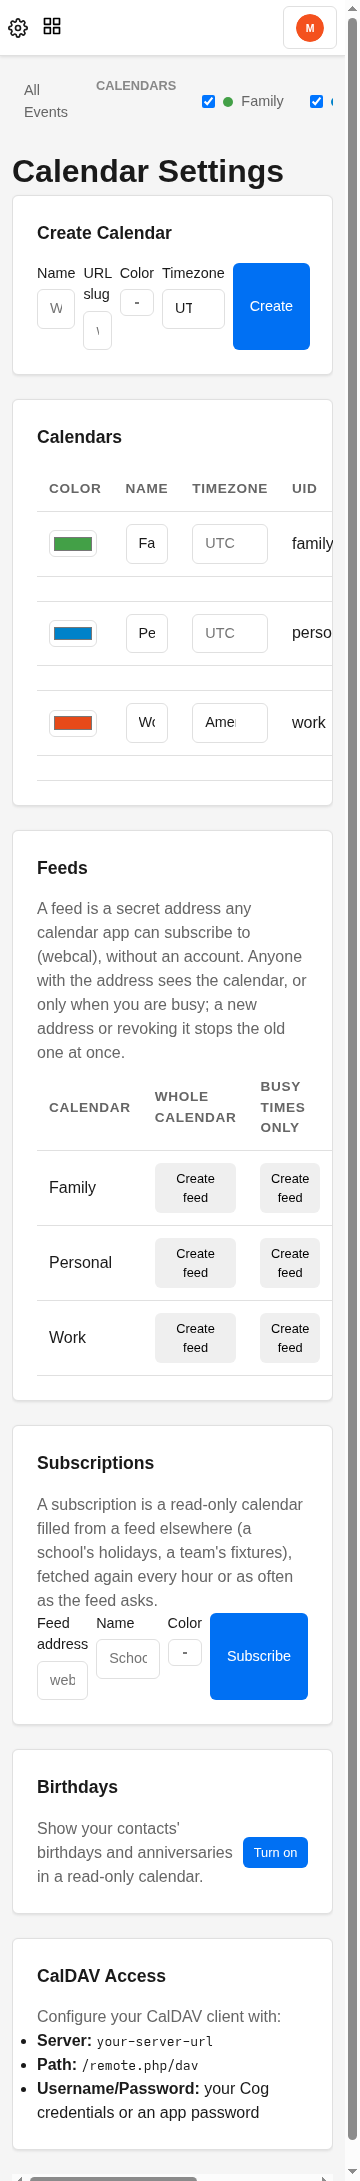 M
All Events
CALENDARS
Family
Calendar Settings
Create Calendar
Name URL slug Color Timezone
UT
Create
Calendars
COLOR NAME TIMEZONE UID
Fa UTC family
Pe UTC perso
Wo Amer work
Feeds
A feed is a secret address any
calendar app can subscribe to
(webcal), without an account. Anyone
with the address sees the calendar, or
only when you are busy; a new
address or revoking it stops the old
one at once.
CALENDAR WHOLE CALENDAR BUSY TIMES ONLY
Family Create feed Create feed
Personal Create feed Create feed
Work Create feed Create feed
Subscriptions
A subscription is a read-only calendar
filled from a feed elsewhere (a
school's holidays, a team's fixtures),
fetched again every hour or as often
as the feed asks.
Feed address Name Color
web Schoo - Subscribe
Birthdays
Show your contacts'
birthdays and anniversaries
in a read-only calendar.
Turn on
CalDAV Access
Configure your CalDAV client with:
Server: your-server-url
Path: /remote.php/dav
Username/Password: your Cog
credentials or an app password